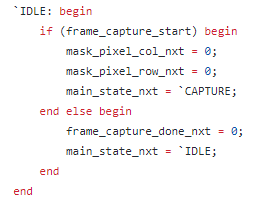 `IDLE: begin
    if (frame_capture_start) begin
        mask_pixel_col_nxt = 0;
        mask_pixel_row_nxt = 0;
        main_state_nxt = `CAPTURE;
    end else begin
        frame_capture_done_nxt = 0;
        main_state_nxt = `IDLE;
    end
end